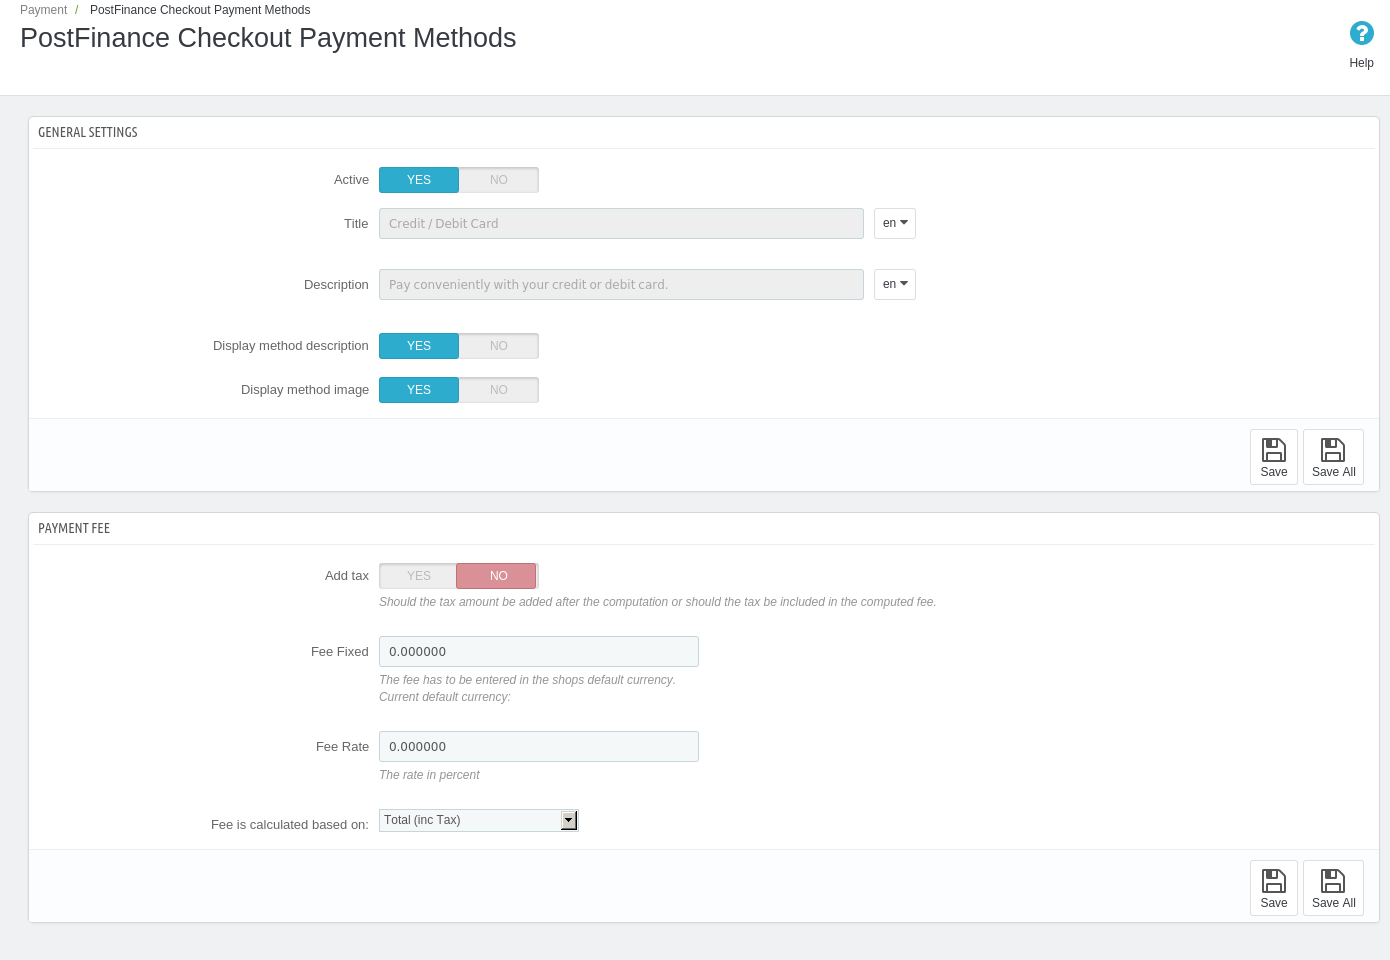 Payment / PostFinance Checkout Payment Methods
PostFinance Checkout Payment Methods
Help
GENERAL SETTINGS
Active YES NO
Title Credit / Debit Card en
Description Pay conveniently with your credit or debit card. en
Display method description YES NO
Display method image YES NO
Save Save All
PAYMENT FEE
Add tax YES NO
Should the tax amount be added after the computation or should the tax be included in the computed fee.
Fee Fixed 0.000000
The fee has to be entered in the shops default currency.
Current default currency:
Fee Rate 0.000000
The rate in percent
Fee is calculated based on: Total (inc Tax)
Save Save All